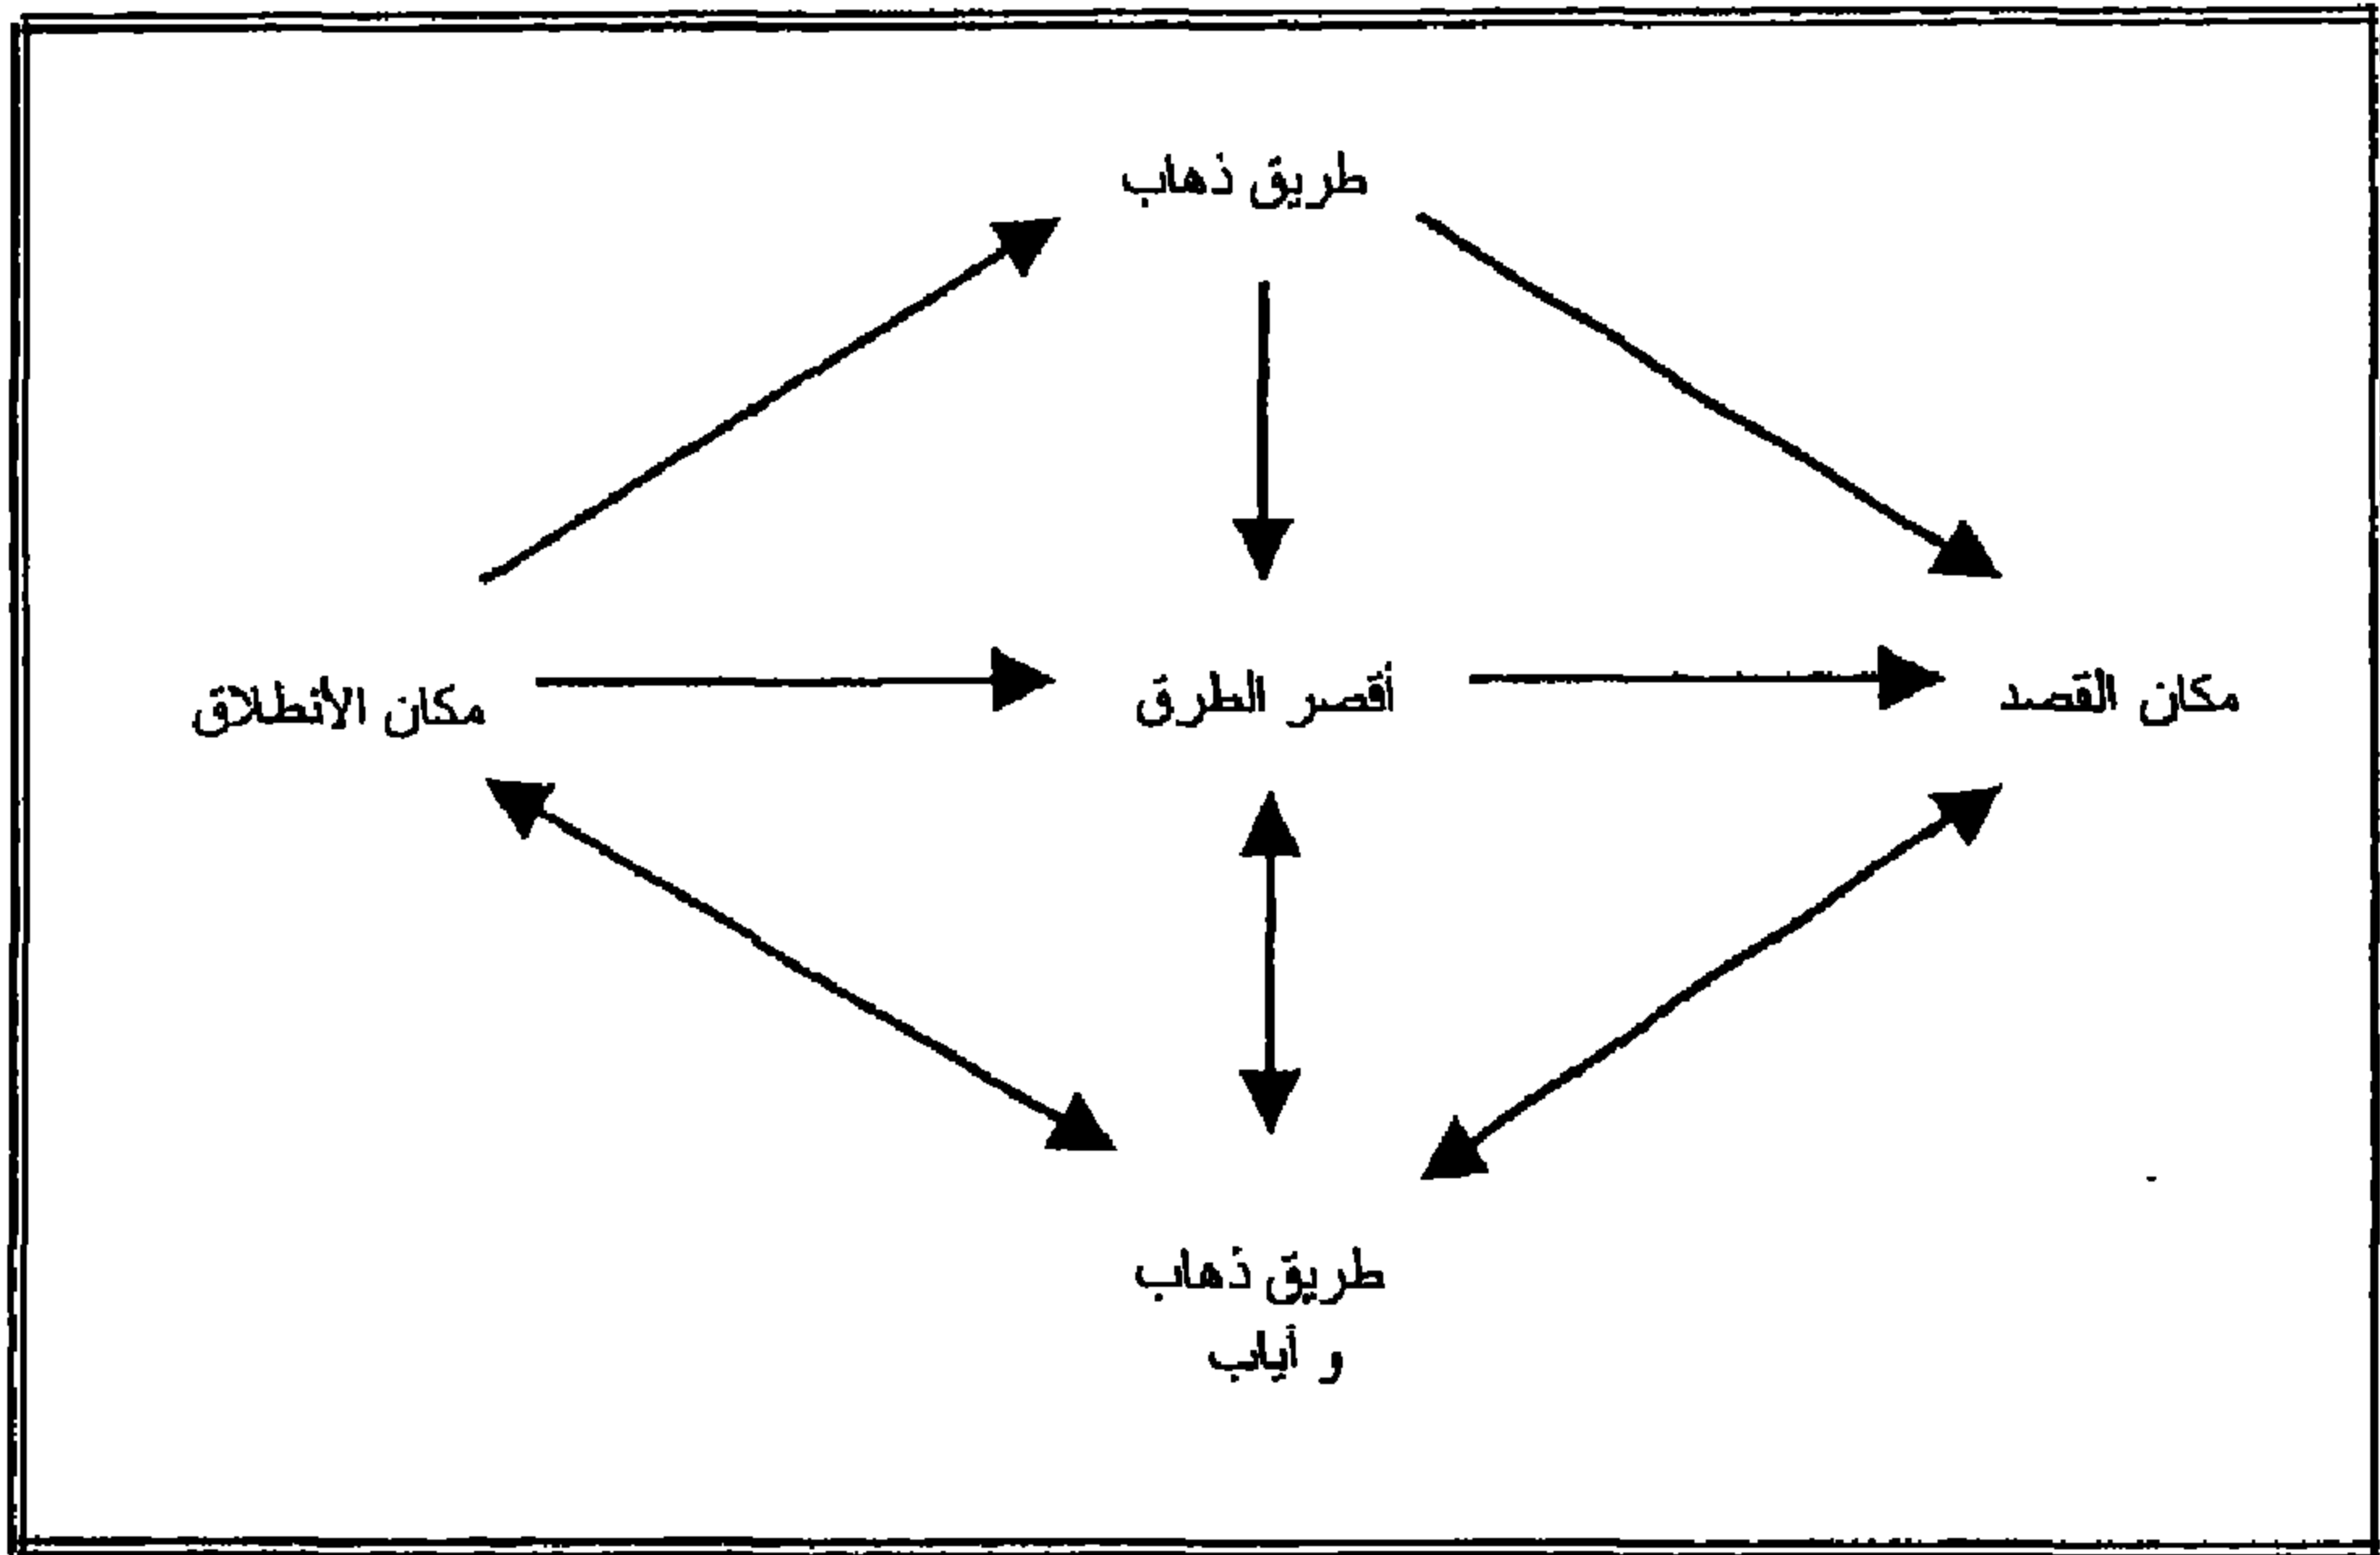 طريق ذهاب
مكان القصد
أقصر الطرق
مكان الانطلاق
طريق ذهاب
و أياب